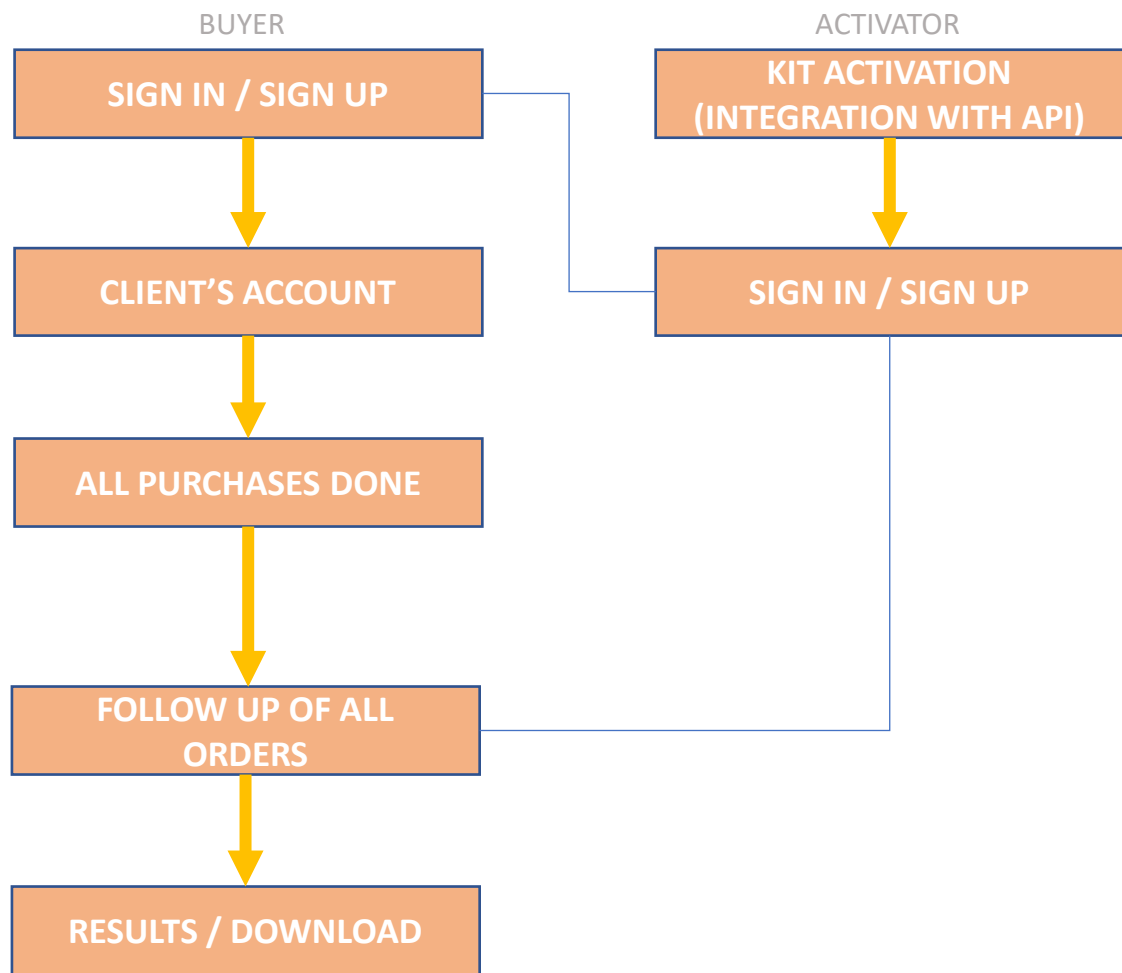 BUYER
SIGN IN / SIGN UP
CLIENT’S ACCOUNT
ALL PURCHASES DONE
FOLLOW UP OF ALL
ORDERS
RESULTS / DOWNLOAD
ACTIVATOR
KIT ACTIVATION
(INTEGRATION WITH API)
SIGN IN / SIGN UP